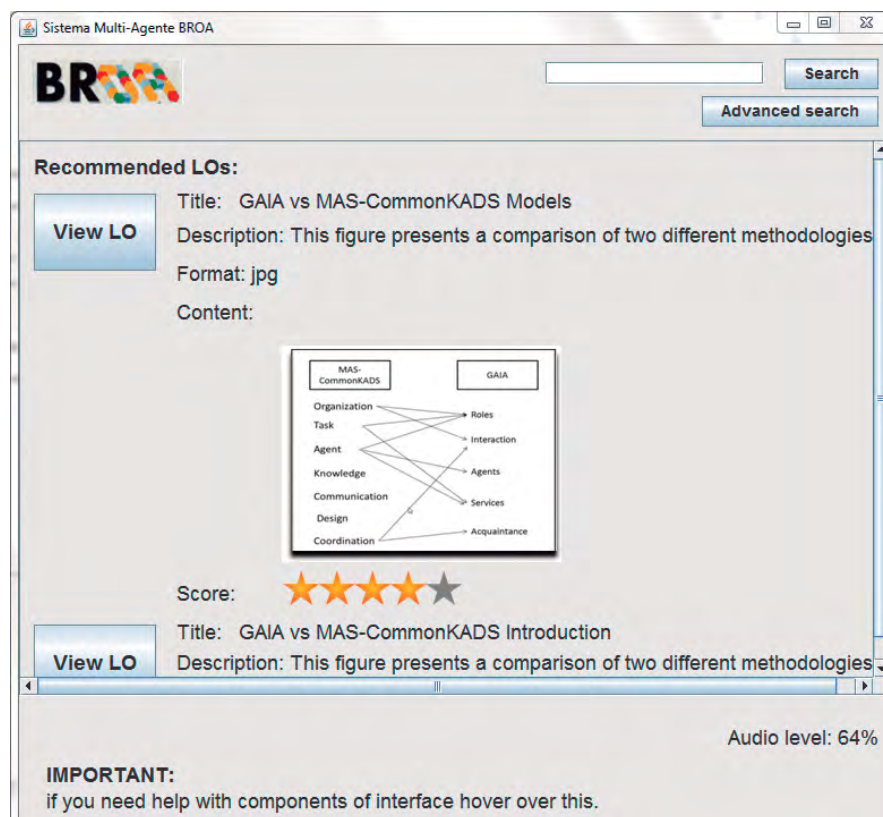 Sistema Multi-Agente BROA
BROA
Search
Advanced search
Recommended LOs:
View LO
Title: GAIA vs MAS-CommonKADS Models
Description: This figure presents a comparison of two different methodologies
Format: jpg
Content:
MAS-
CommonKADS
GAIA
Organization
Roles
Task
Interaction
Agent
Agents
Knowledge
Communication
Services
Design
Acquaintance
Coordination
Score:
View LO
Title: GAIA vs MAS-CommonKADS Introduction
Description: This figure presents a comparison of two different methodologies
Audio level: 64%
IMPORTANT:
if you need help with components of interface hover over this.